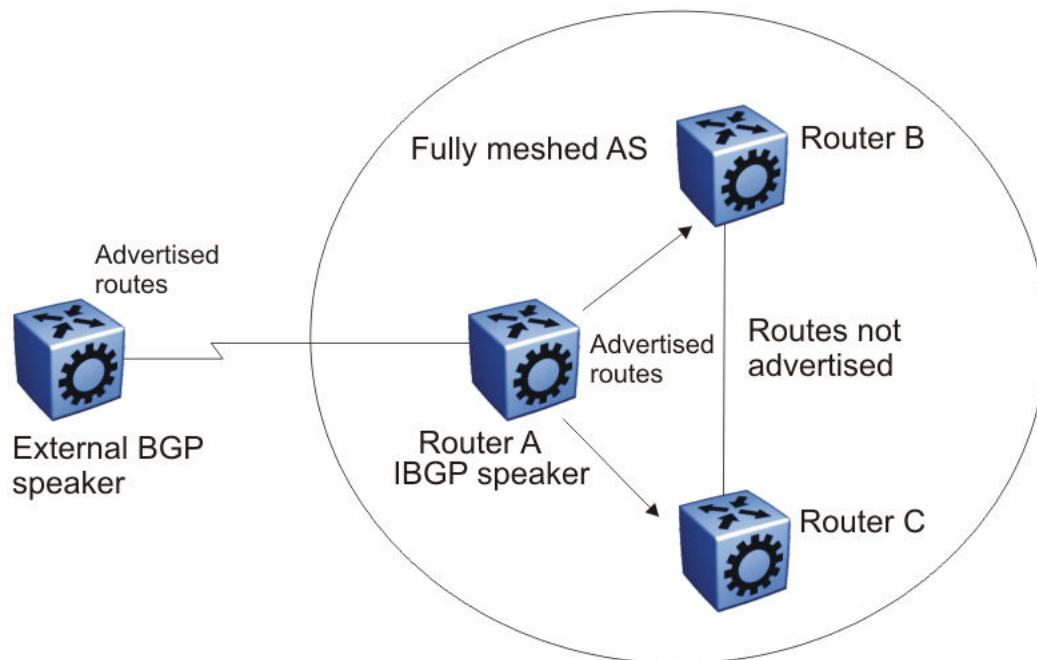 Fully meshed AS
Router B
Advertised
routes
Advertised
routes
Routes not
advertised
External BGP
speaker
Router A
IBGP speaker
Router C